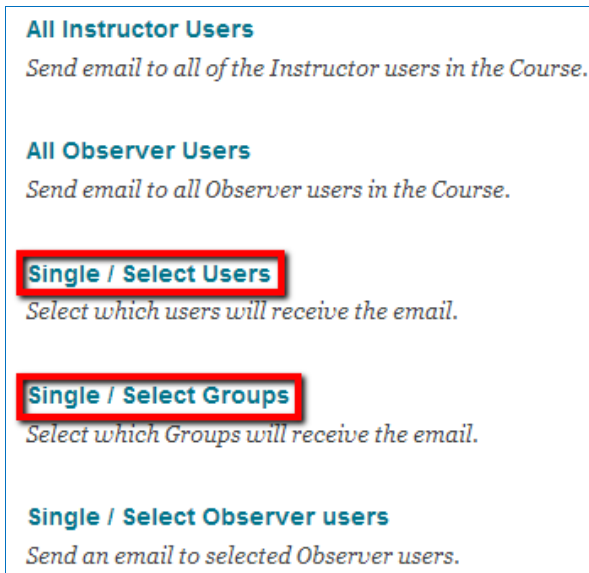 All Instructor Users
Send email to all of the Instructor users in the Course.
All Observer Users
Send email to all Observer users in the Course.
Single / Select Users
Select which users will receive the email.
Single / Select Groups
Select which Groups will receive the email.
Single / Select Observer users
Send an email to selected Observer users.